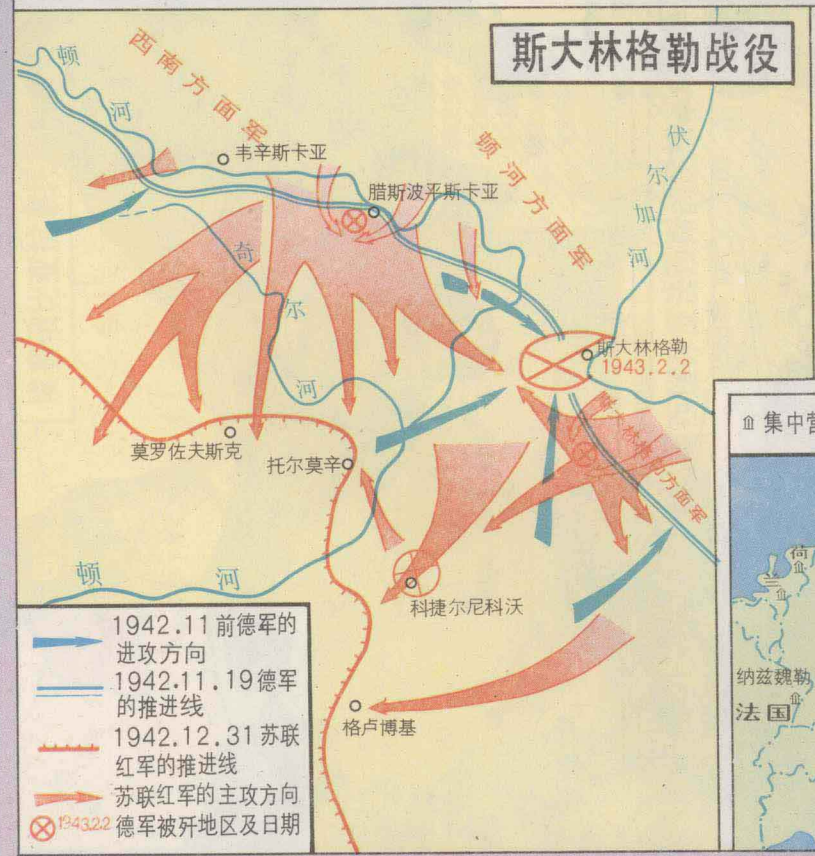 斯大林格勒战役
西南方面军
顿河
韦辛斯卡亚
腊斯波平斯卡亚
顿河方面军
伏尔加河
奇尔河
斯大林格勒
1943.2.2
斯大林格勒方面军
莫罗佐夫斯克
托尔莫辛
顿河
科捷尔尼科沃
格卢博基
1942.11前德军的
进攻方向
1942.11.19德军
的推进线
1942.12.31苏联
红军的推进线
苏联红军的主攻方向
1943.2.2 德军被歼地区及日期
集中营
荷
兰
纳兹魏勒
法国